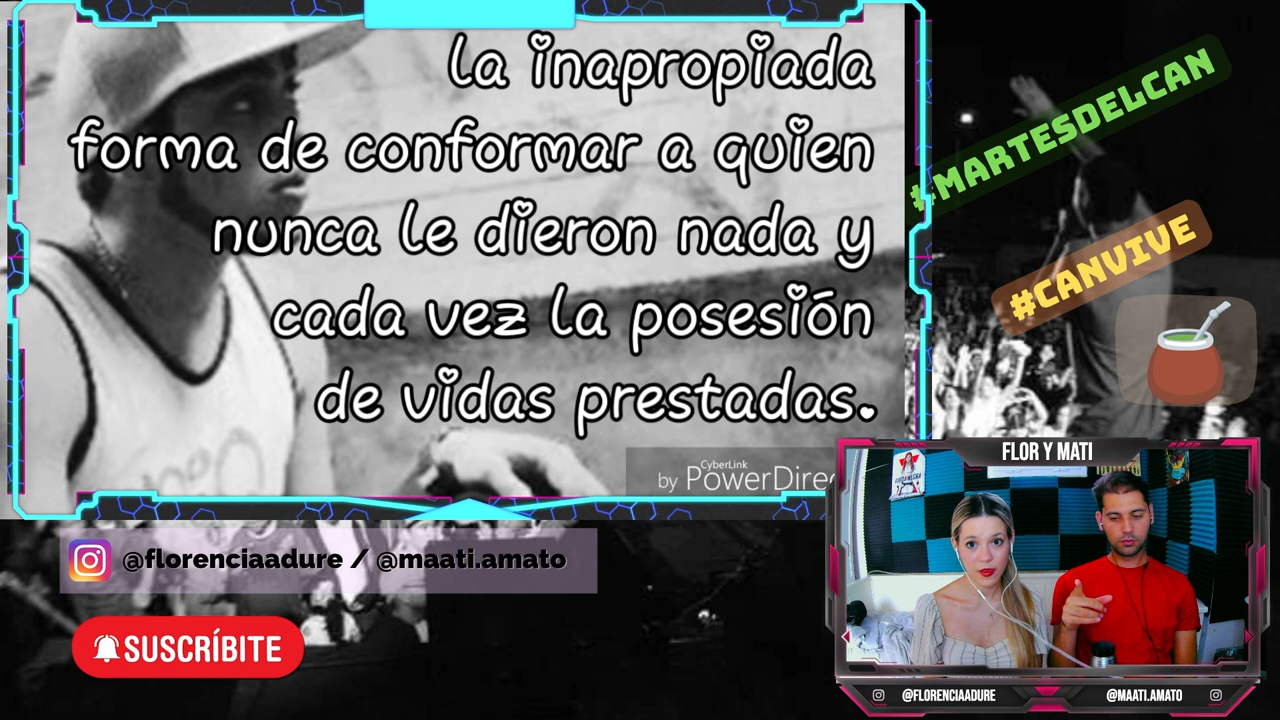 la inapropiada
forma de conformar a quien
nunca le dieron nada y
cada vez la posesión
de vidas prestadas.
CyberLink
by PowerDire
#MARTESDELCAN
#CANVIVE
FLOR Y MATI
@florenciaadure / @maati.amato
SUSCRÍBITE
@FLORENCIAADURE
@MAATI.AMATO